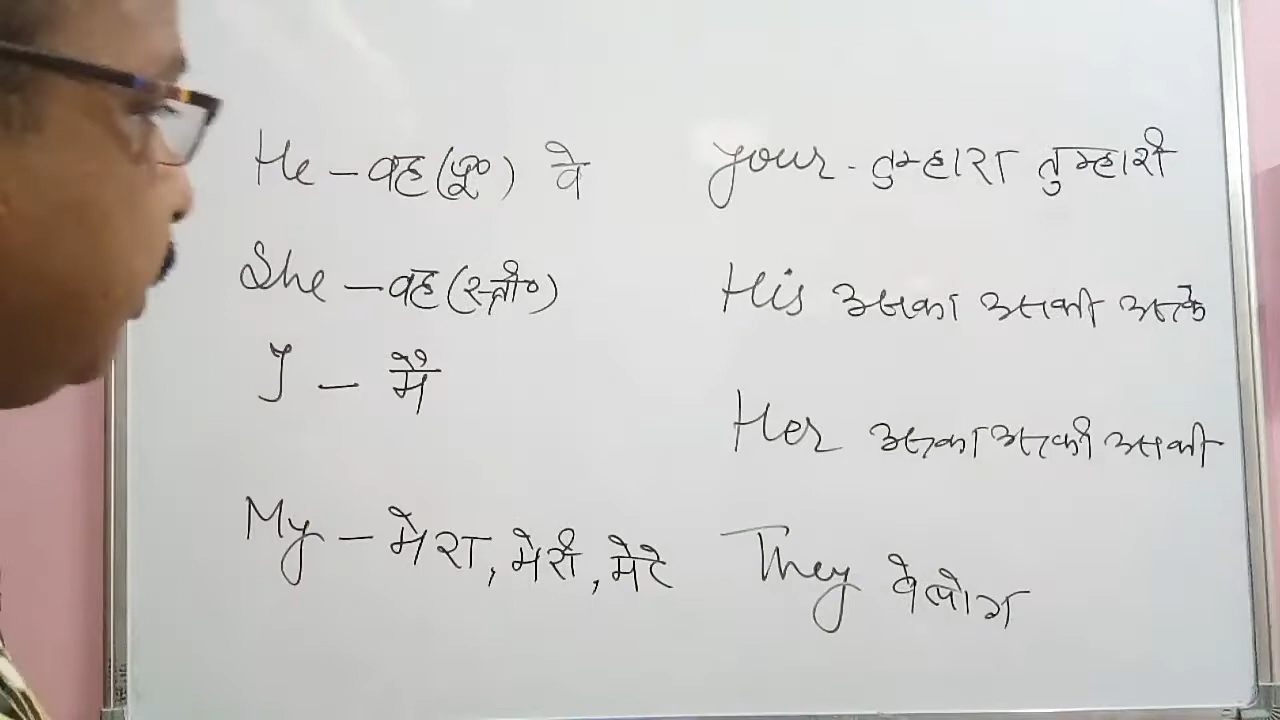 He – वह (पु०) वे
She – वह (स्त्री०)
I – मैं
My – मेरा, मेरी, मेरे
your - तुम्हारा तुम्हारी
His उसका उसकी उसके
Her उसका उसकी उसकी
They वे लोग